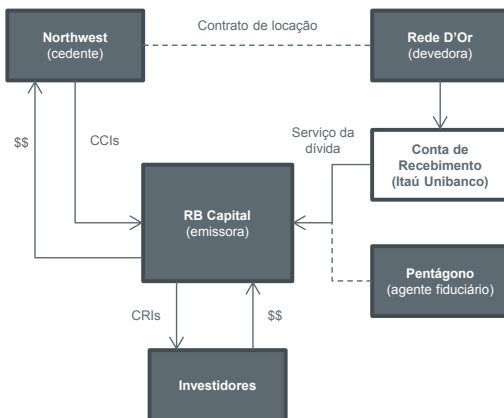 Northwest
(cedente)
Contrato de locação
Rede D'Or
(devedora)
$$
CCIs
Serviço da
dívida
Conta de
Recebimento
(Itaú Unibanco)
RB Capital
(emissora)
Pentágono
(agente fiduciário)
CRIs
$$
Investidores